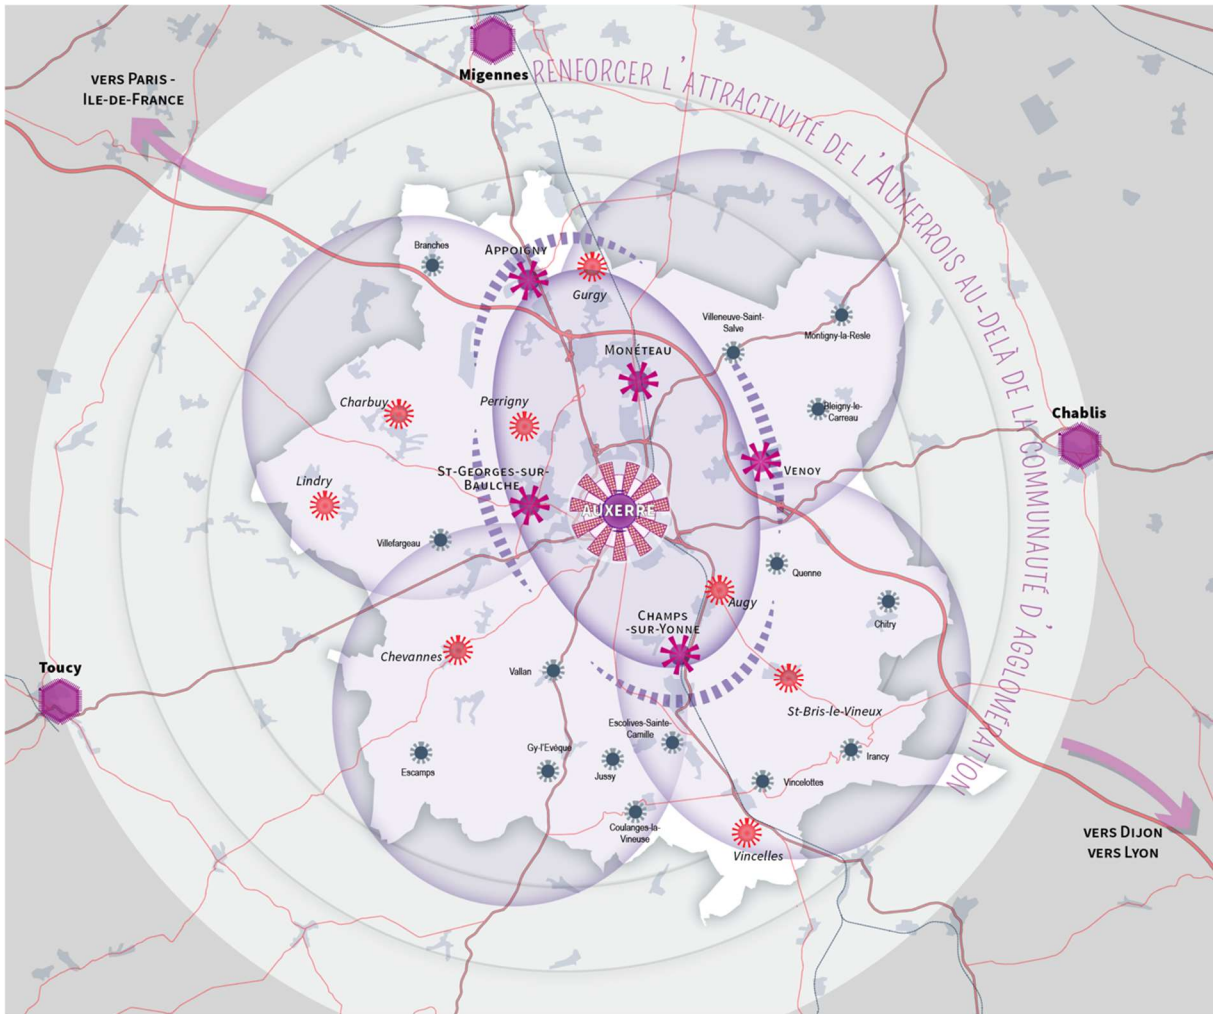 Migennes
RENFORCER L'ATTRACTIVITÉ DE L'AUXERROIS AU-DELÀ DE LA COMMUNAUTÉ D'AGGLOMÉRATION
VERS PARIS -
ILE-DE-FRANCE
Branches
APPOIGNY
Gurgy
Villeneuve-Saint-
Salve
Montigny-la-Resle
MONÉTEAU
Charbuy
Perrigny
Bleigny-le-
Carreau
Chablis
ST-GEORGES-SUR-
BAULCHE
VENOY
Lindry
AUXERRE
Villefargeau
Quenne
Augy
Chitry
CHAMPS
-SUR-YONNE
Chevannes
Vallan
Toucy
St-Bris-le-Vineux
Escolives-Sainte-
Camille
Gy-l'Evêque
Irancy
Escamps
Jussy
Vincelottes
Coulanges-la-
Vineuse
Vincelles
VERS DIJON
VERS LYON